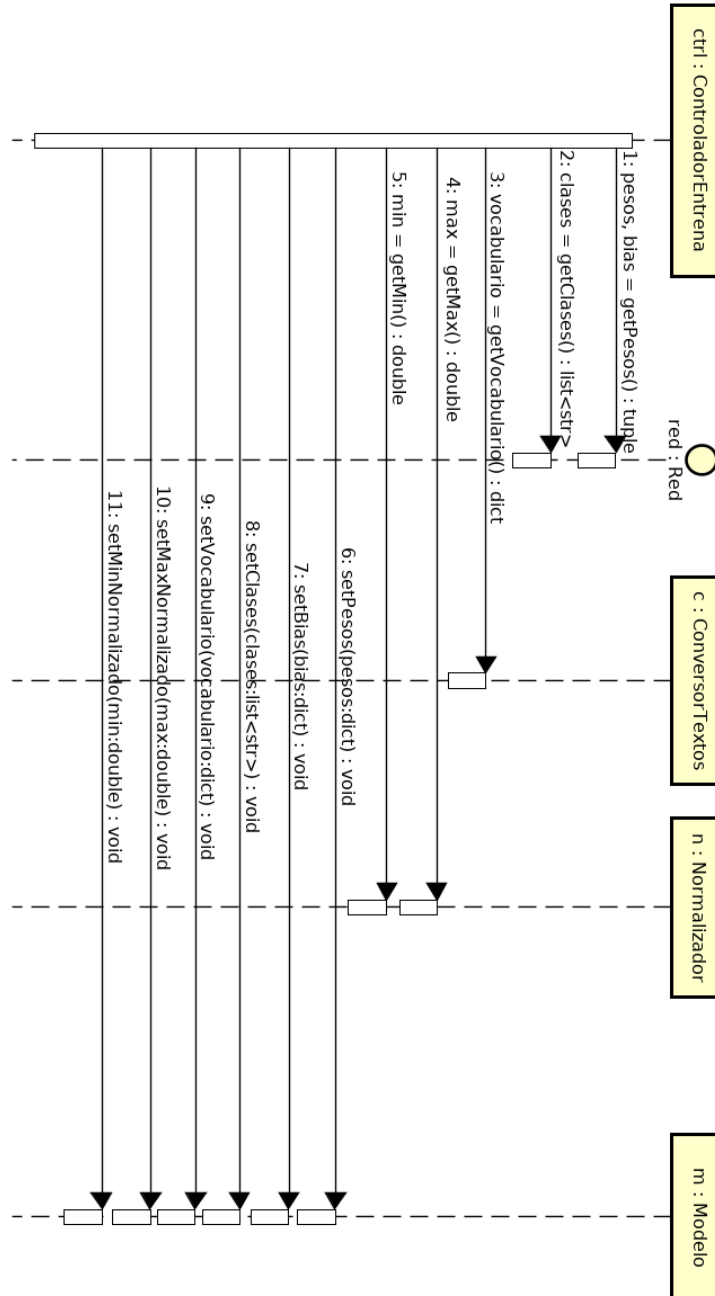 ctrl : ControladorEntrena
red : Red
c : ConversorTextos
n : Normalizador
m : Modelo
1: pesos, bias = getPesos() : tuple
2: clases = getClases() : list<str>
3: vocabulario = getVocabulario() : dict
4: max = getMax() : double
5: min = getMin() : double
6: setPesos(pesos:dict) : void
7: setBias(bias:dict) : void
8: setClases(clases:list<str>) : void
9: setVocabulario(vocabulario:dict) : void
10: setMaxNormalizado(max:double) : void
11: setMinNormalizado(min:double) : void